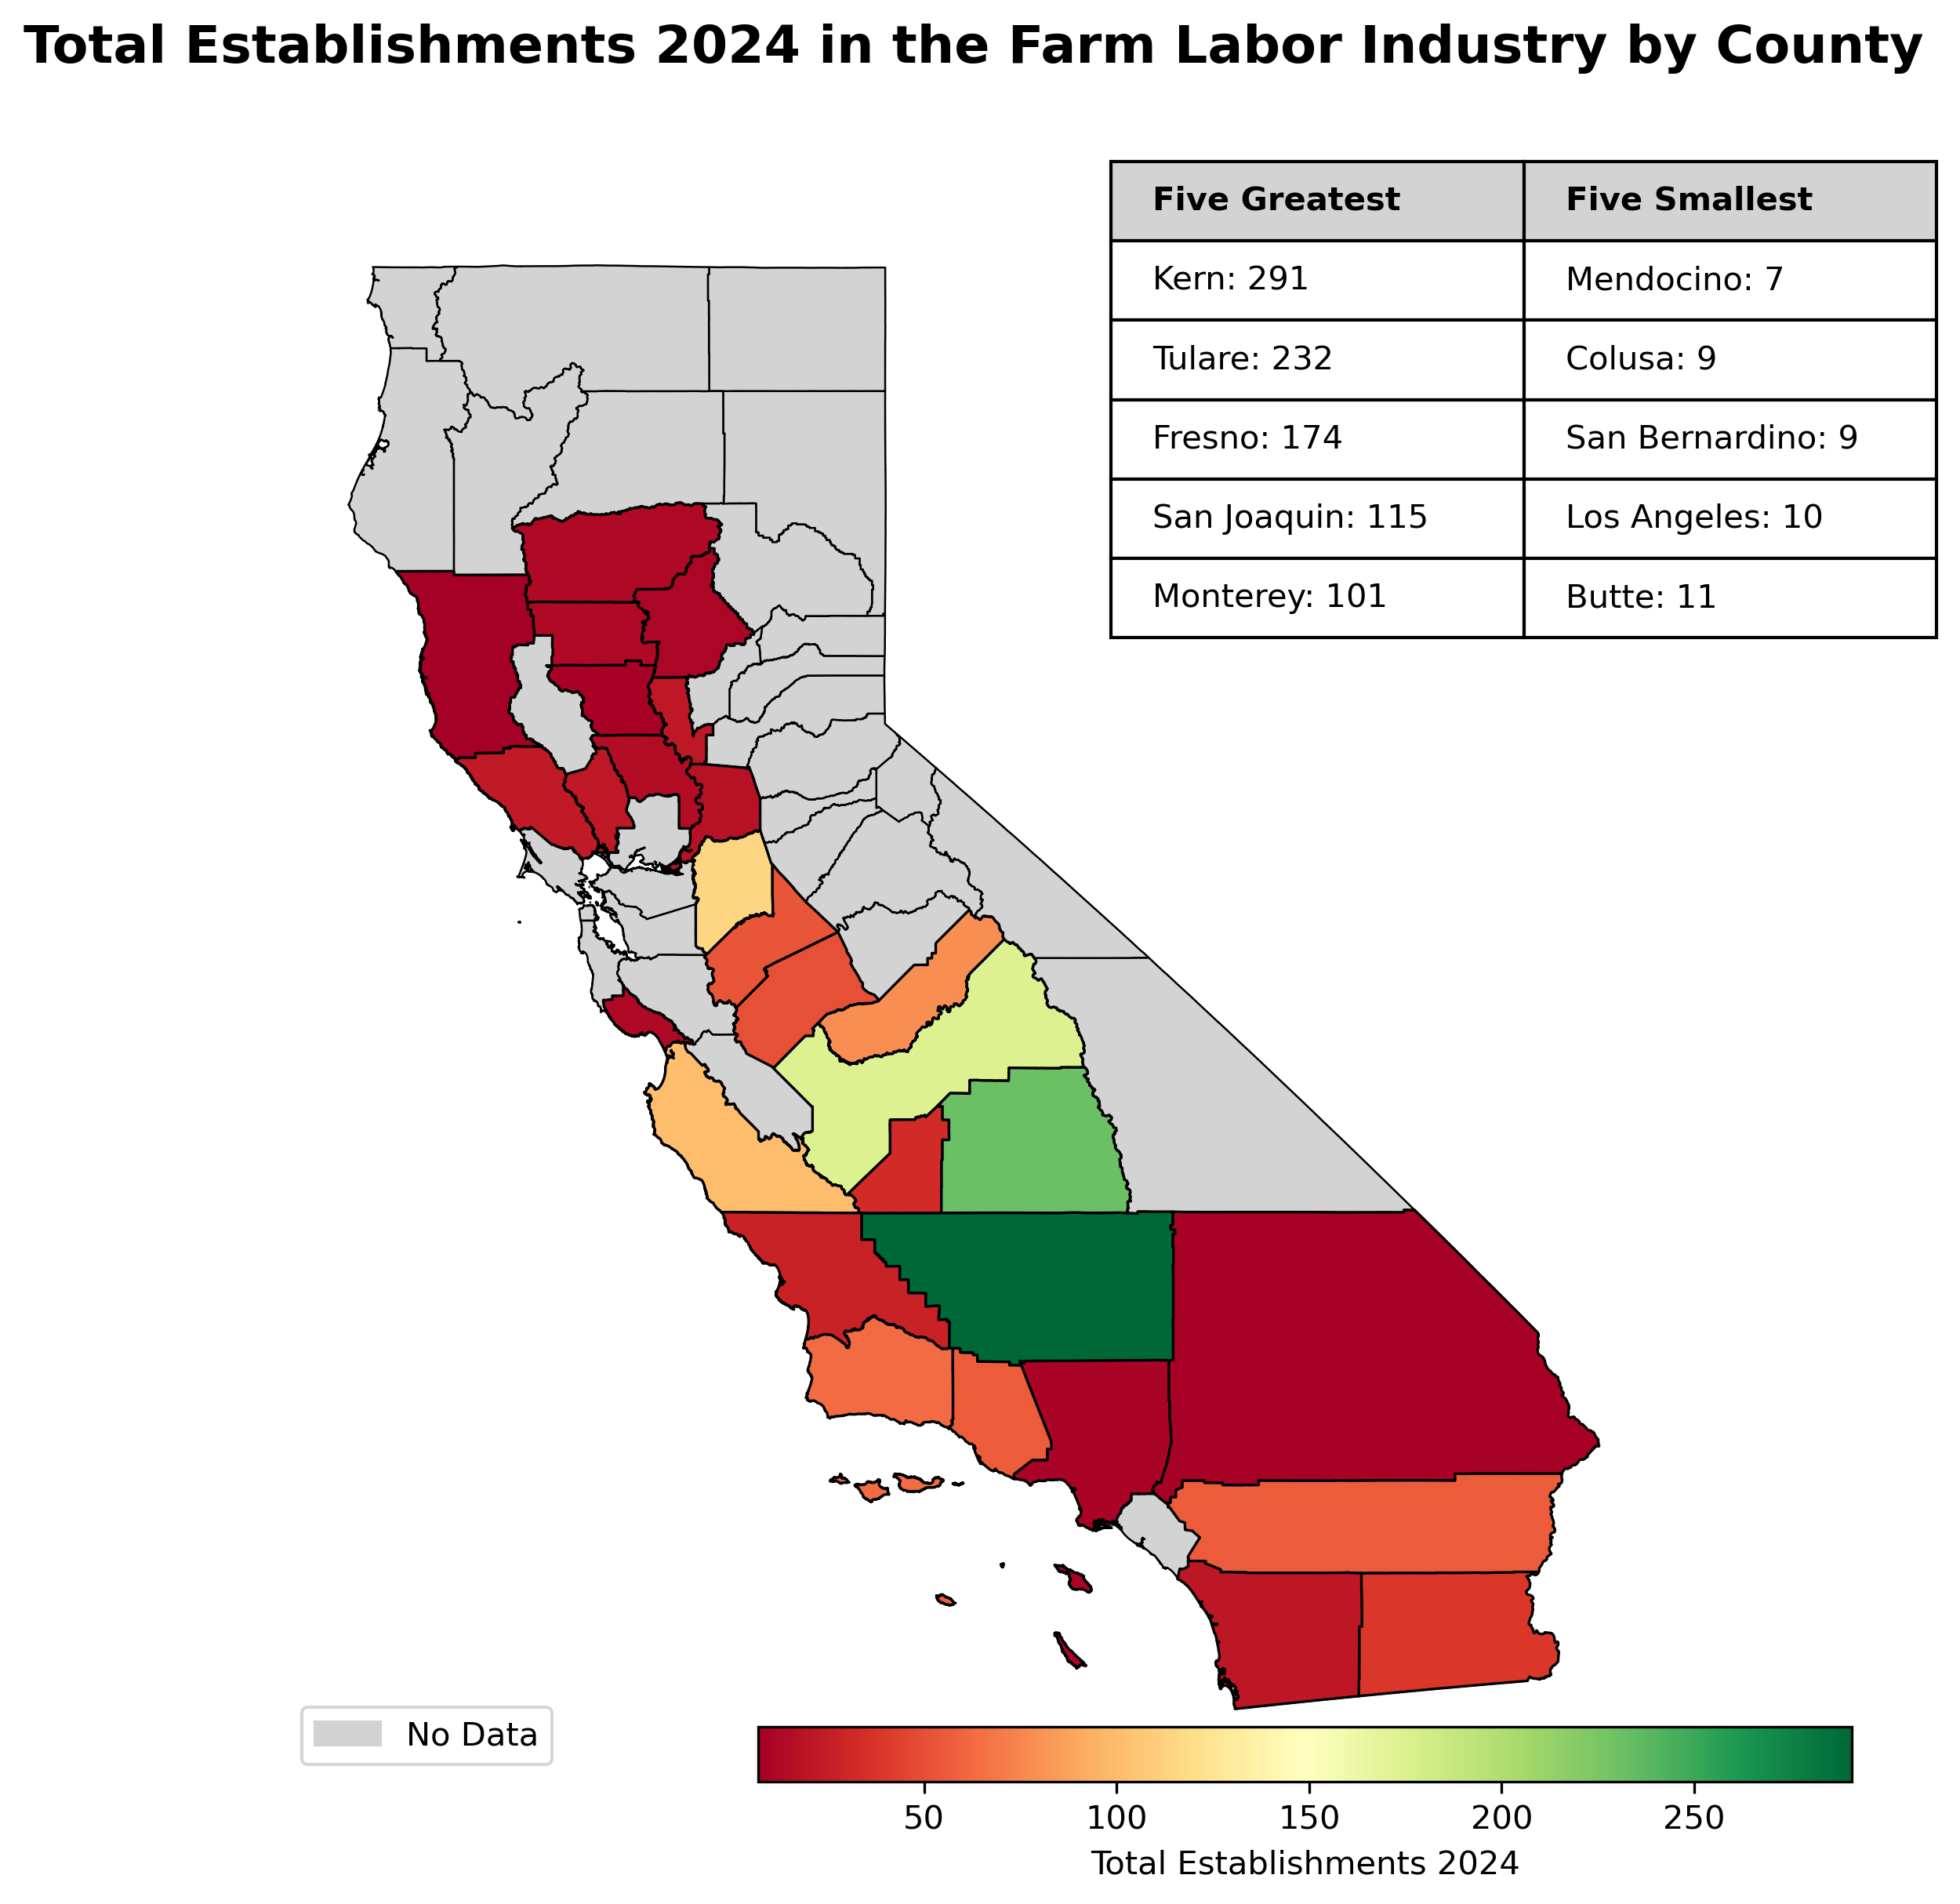 Total Establishments 2024 in the Farm Labor Industry by County
Five Greatest Five Smallest
Kern: 291 Mendocino: 7
Tulare: 232 Colusa: 9
Fresno: 174 San Bernardino: 9
San Joaquin: 115 Los Angeles: 10
Monterey: 101 Butte: 11
No Data
50 100 150 200 250
Total Establishments 2024